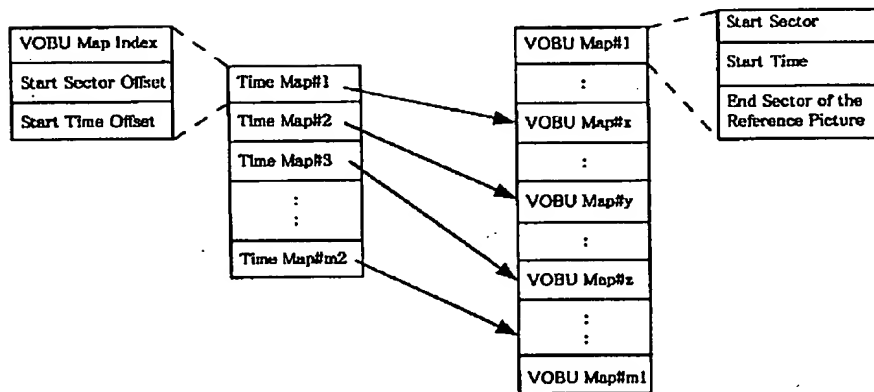 VOBU Map Index
Start Sector Offset
Start Time Offset
Time Map#1
Time Map#2
Time Map#3
:
:
Time Map#m2
VOBU Map#1
:
VOBU Map#x
:
VOBU Map#y
:
VOBU Map#z
:
:
VOBU Map#m1
Start Sector
Start Time
End Sector of the
Reference Picture